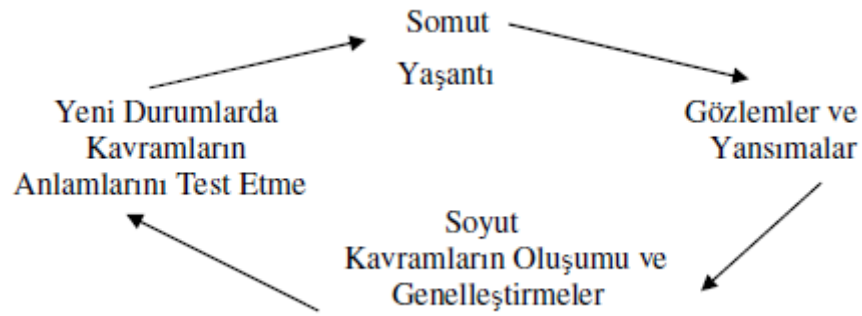 Somut
Yaşantı
Gözlemler ve
Yansımalar
Soyut
Kavramların Oluşumu ve
Genelleştirmeler
Yeni Durumlarda
Kavramların
Anlamlarını Test Etme